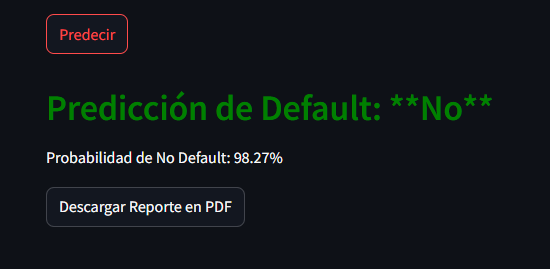 Predecir
Predicción de Default: **No**
Probabilidad de No Default: 98.27%
Descargar Reporte en PDF